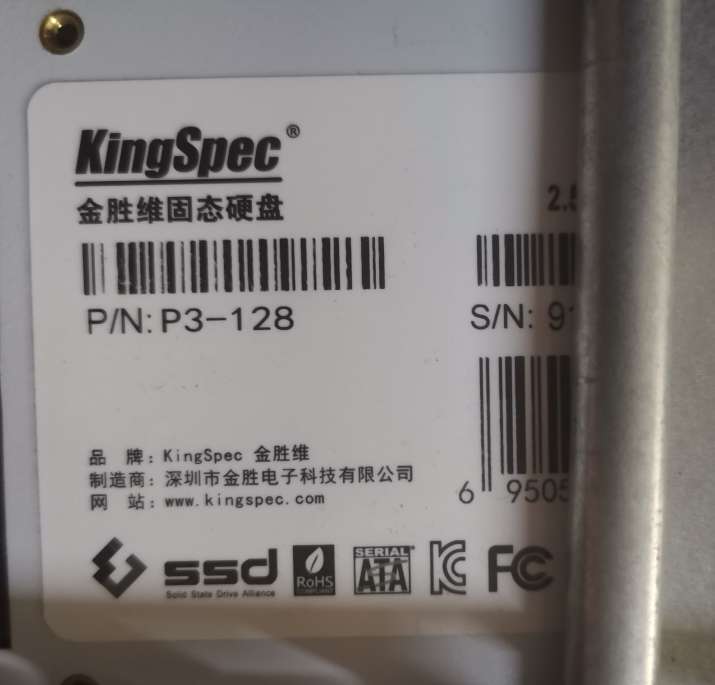 KingSpec®
金胜维固态硬盘
2.5
P/N: P3-128
S/N: 91
品 牌: KingSpec 金胜维
制造商: 深圳市金胜电子科技有限公司
网 站: www.kingspec.com
6 9505
ssd
Solid State Drive Alliance
RoHS
COMPLIANT
SERIAL
ATA
FC